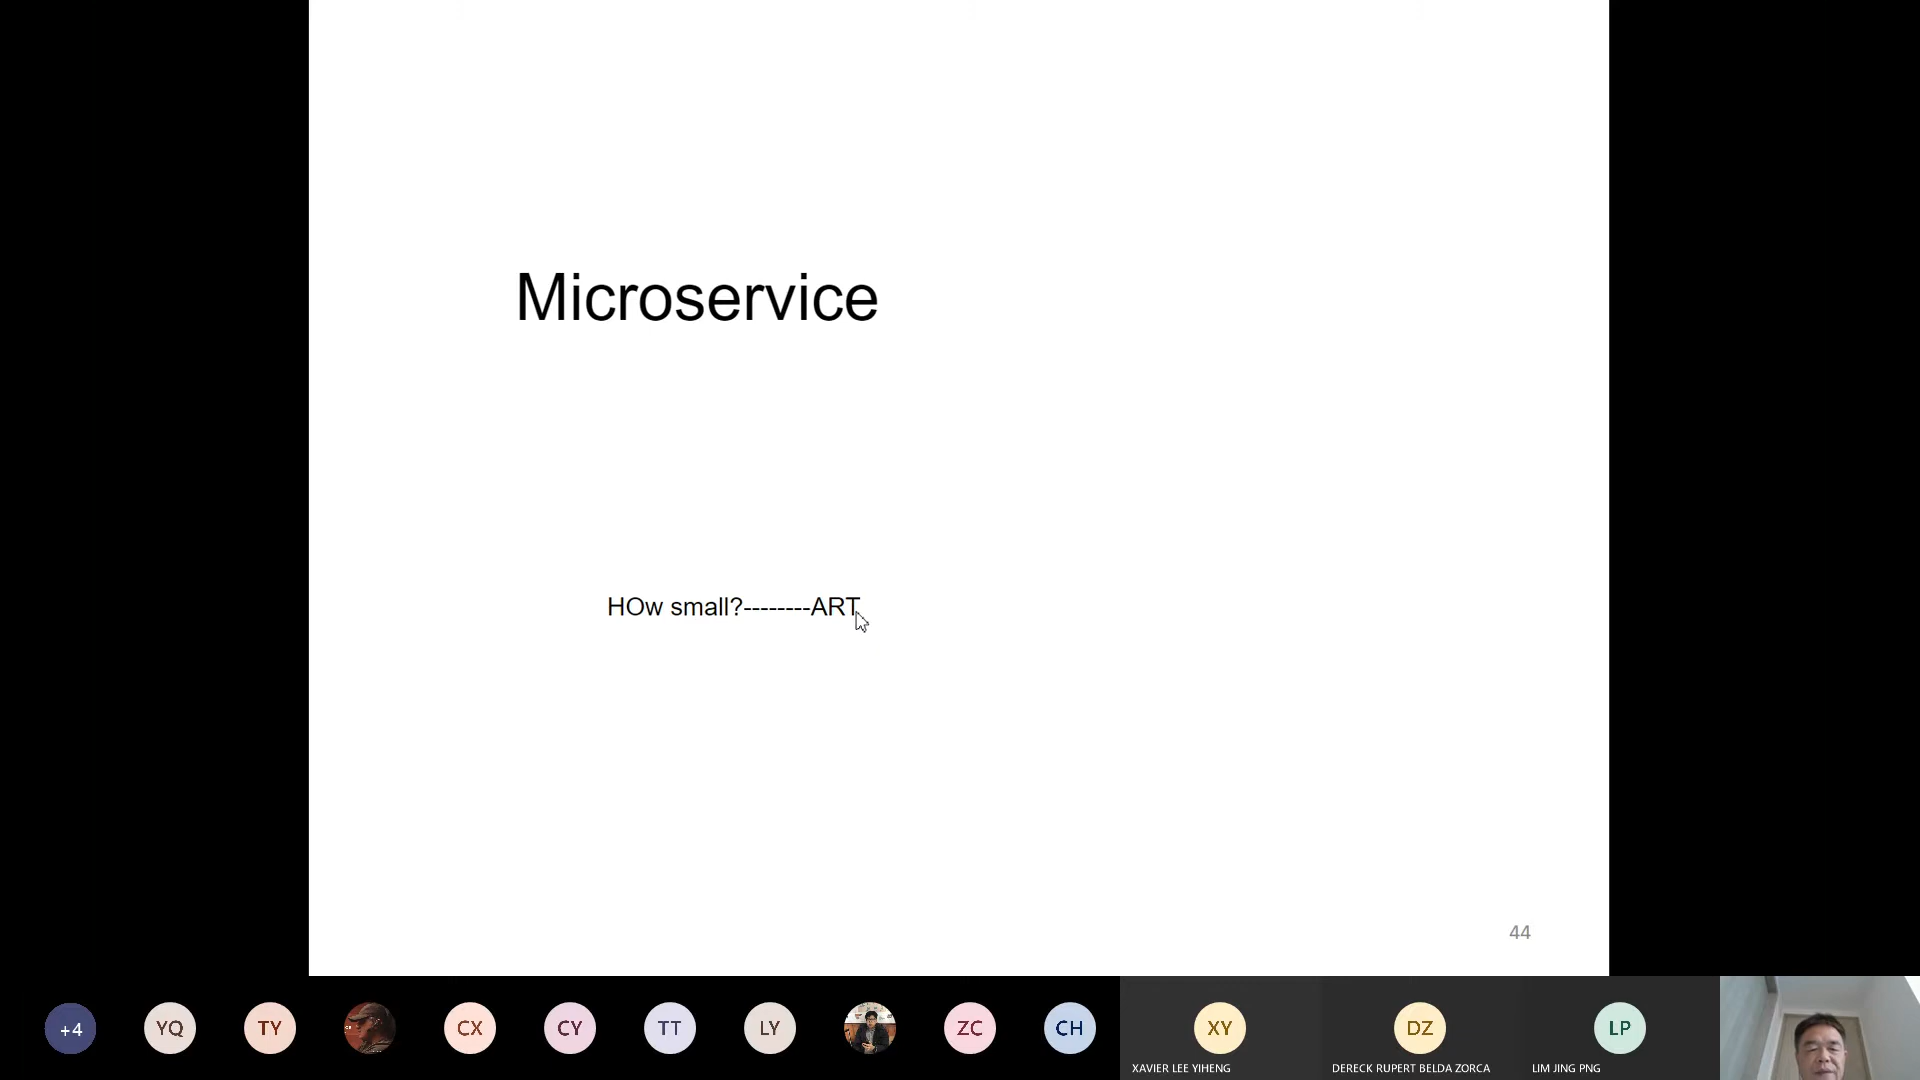 Microservice
HOw small?--------ART
44
+4
YQ
TY
CX
CY
TT
LY
ZC
CH
XY
DZ
LP
XAVIER LEE YIHENG
DERECK RUPERT BELDA ZORCA
LIM JING PNG